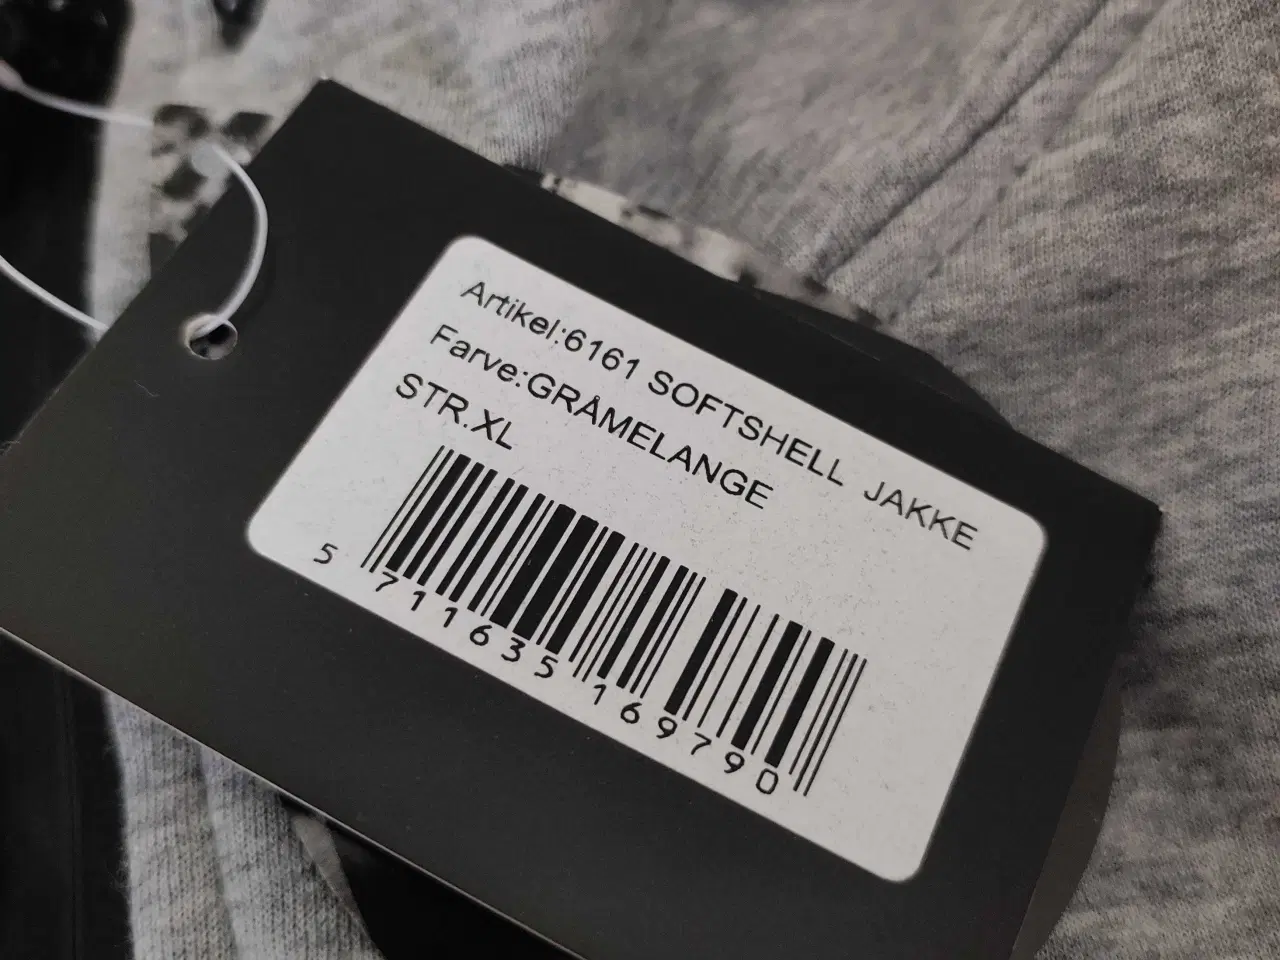 Artikel:6161 SOFTSHELL JAKKE
Farve:GRÅMELANGE
STR.XL
5 711635 169790